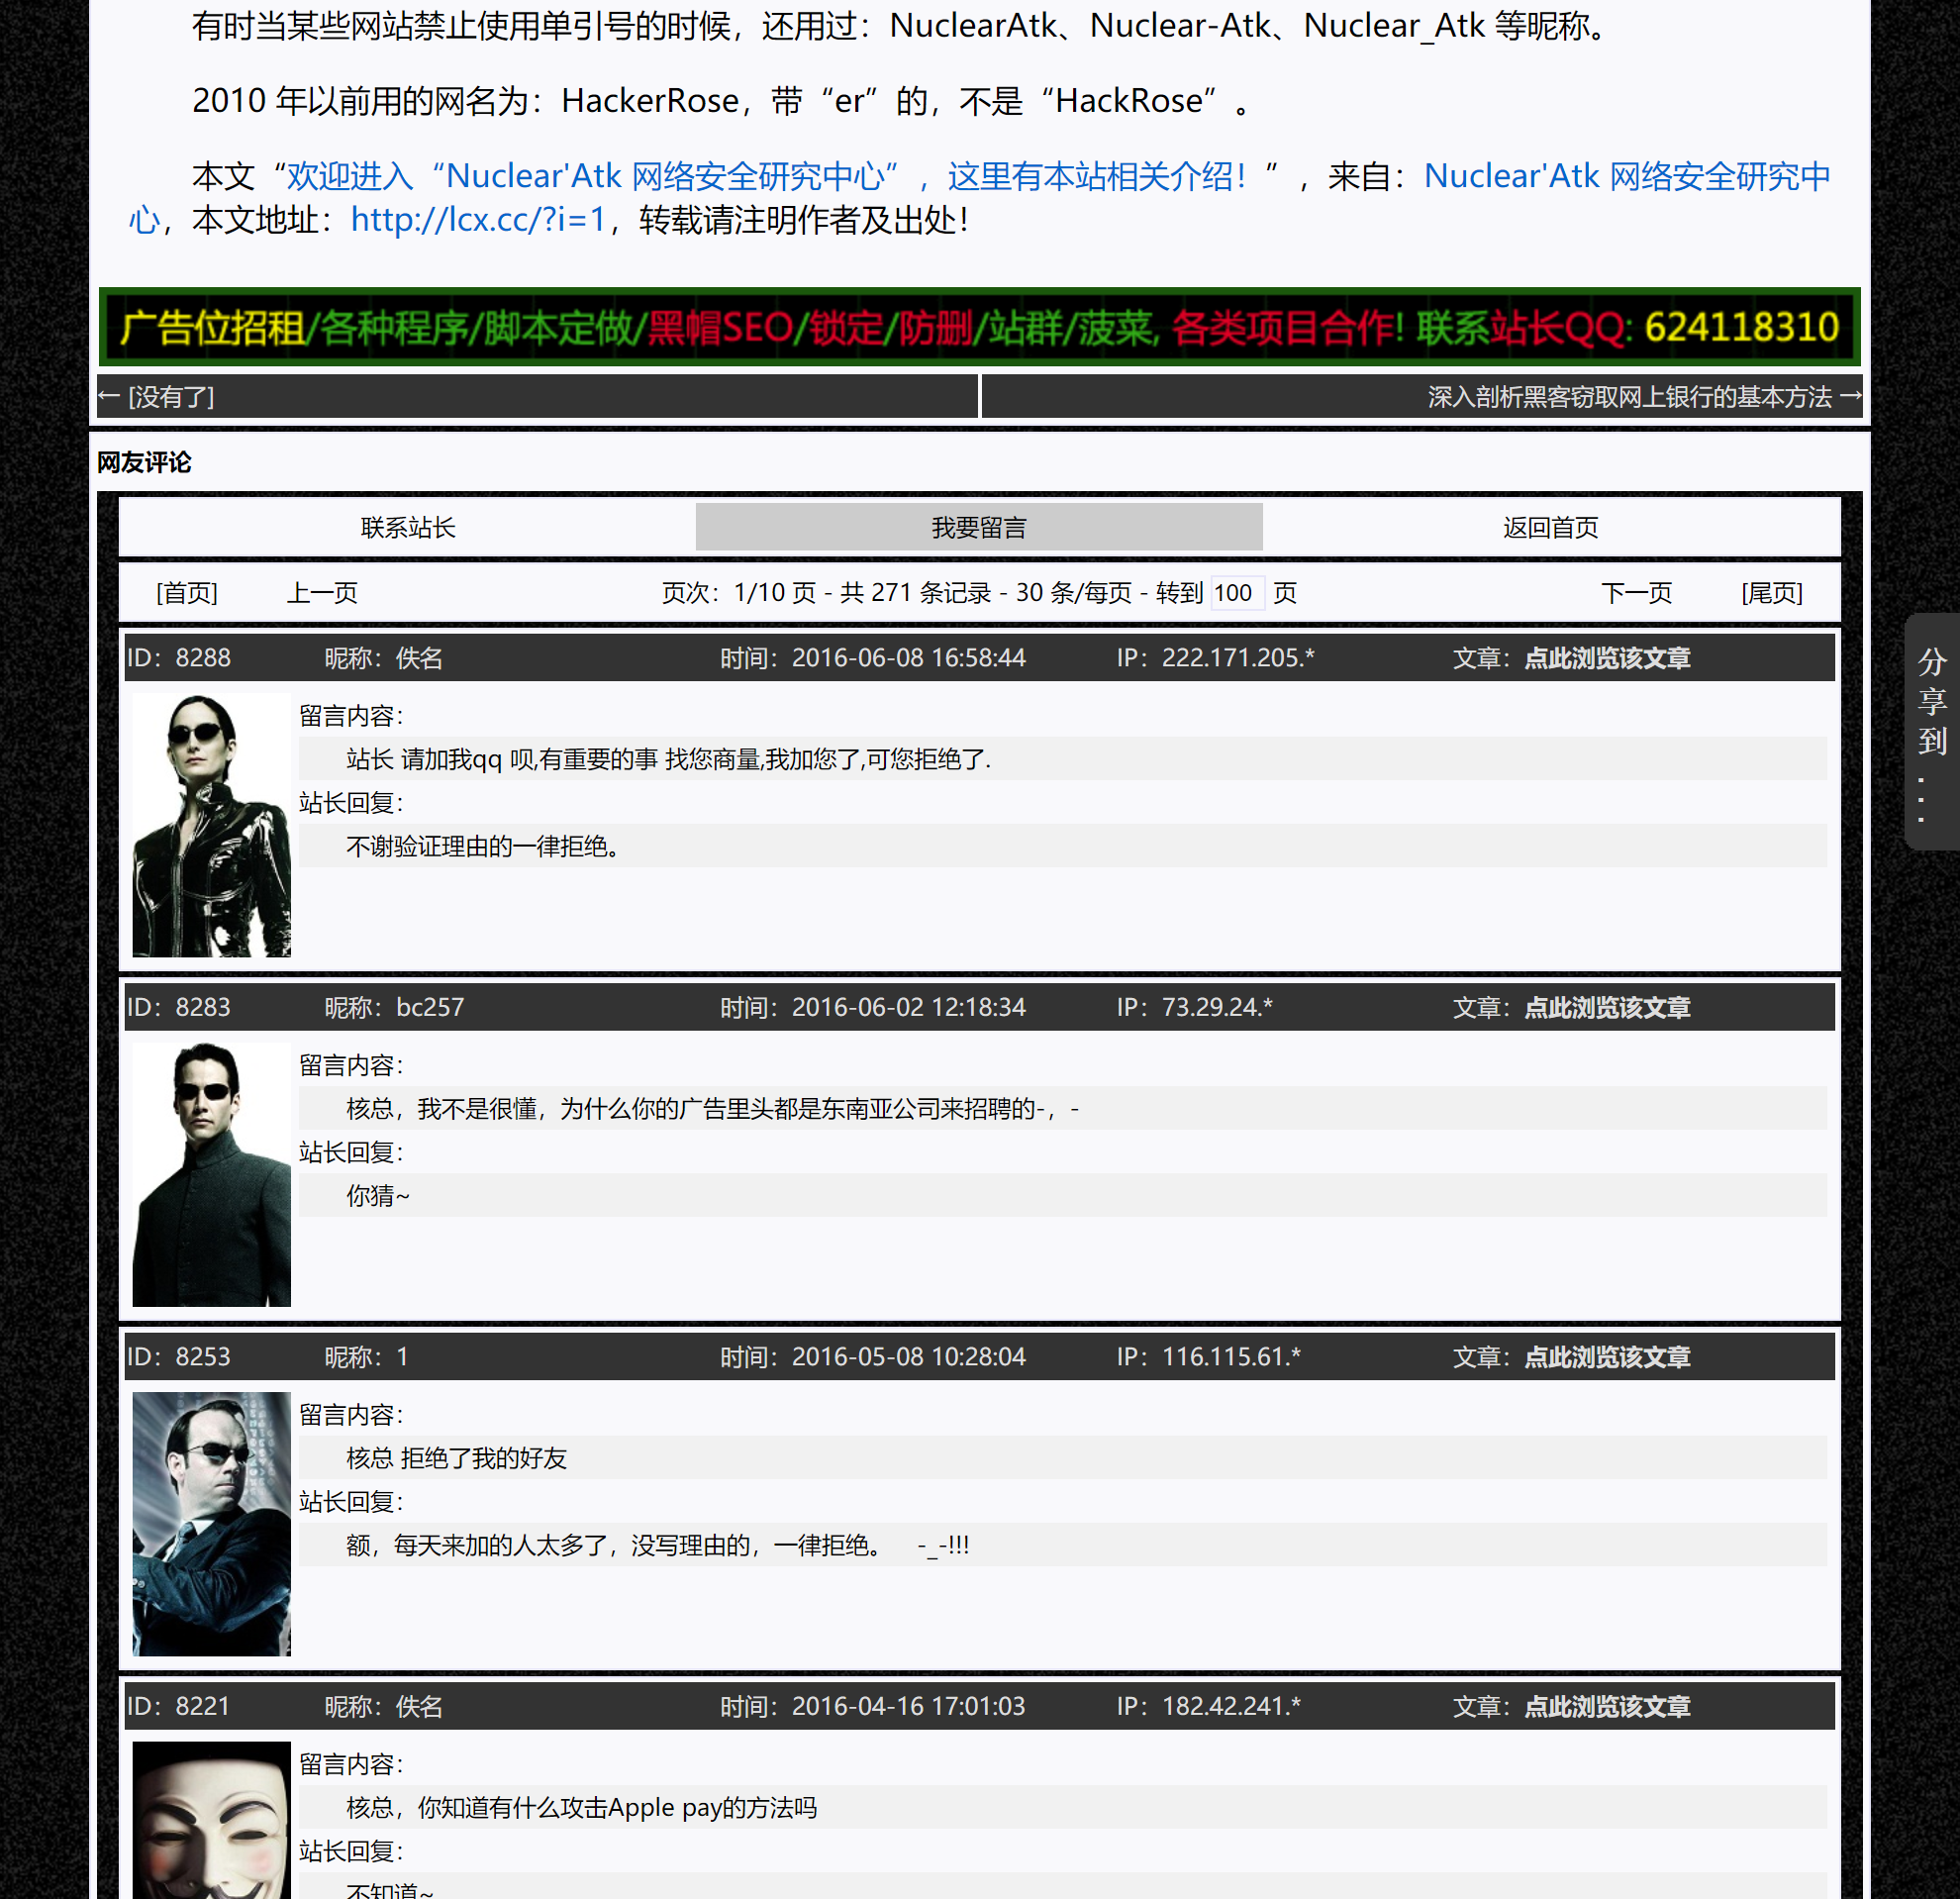 有时当某些网站禁止使用单引号的时候，还用过：NuclearAtk、Nuclear-Atk、Nuclear_Atk 等昵称。
2010 年以前用的网名为：HackerRose，带“er”的，不是“HackRose”。
本文“欢迎进入“Nuclear'Atk 网络安全研究中心”，这里有本站相关介绍！”，来自：Nuclear'Atk 网络安全研究中
心，本文地址：http://lcx.cc/?i=1，转载请注明作者及出处！
广告位招租/各种程序/脚本定做/黑帽SEO/锁定/防删/站群/菠菜, 各类项目合作! 联系站长QQ: 624118310
← [没有了]
深入剖析黑客窃取网上银行的基本方法 →
网友评论
联系站长 我要留言 返回首页
[首页] 上一页 页次：1/10 页 - 共 271 条记录 - 30 条/每页 - 转到 100 页 下一页 [尾页]
ID：8288 昵称：佚名 时间：2016-06-08 16:58:44 IP：222.171.205.* 文章：点此浏览该文章
留言内容：
站长 请加我qq 呗,有重要的事 找您商量,我加您了,可您拒绝了.
站长回复：
不谢验证理由的一律拒绝。
ID：8283 昵称：bc257 时间：2016-06-02 12:18:34 IP：73.29.24.* 文章：点此浏览该文章
留言内容：
核总，我不是很懂，为什么你的广告里头都是东南亚公司来招聘的-，-
站长回复：
你猜~
ID：8253 昵称：1 时间：2016-05-08 10:28:04 IP：116.115.61.* 文章：点此浏览该文章
留言内容：
核总 拒绝了我的好友
站长回复：
额，每天来加的人太多了，没写理由的，一律拒绝。 -_-!!!
ID：8221 昵称：佚名 时间：2016-04-16 17:01:03 IP：182.42.241.* 文章：点此浏览该文章
留言内容：
核总，你知道有什么攻击Apple pay的方法吗
站长回复：
不知道~
分享到...